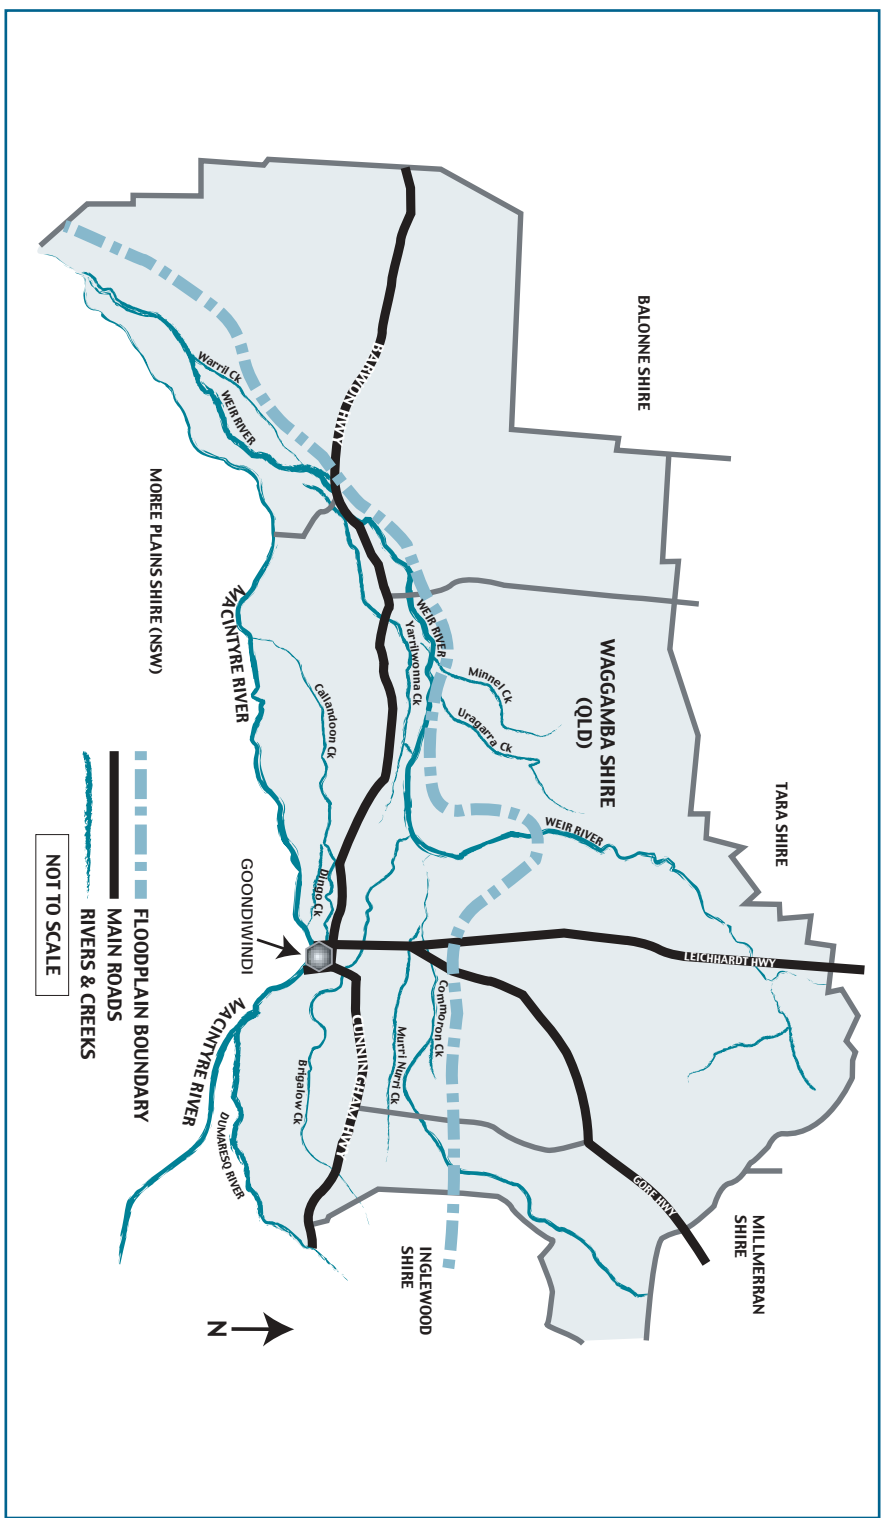 BALONNE SHIRE
TARA SHIRE
MILLMERRAN
SHIRE
WAGGAMBA SHIRE
(QLD)
LEICHHARDT HWY
GORE HWY
WEIR RIVER
Minnel Ck
Uragarra Ck
WEIR RIVER
Yarrilwonna Ck
Commoron Ck
INGLEWOOD
SHIRE
Murri Nurri Ck
BARWON HWY
CUNNINGHAM HWY
Callandoon Ck
Dingo Ck
Brigalow Ck
Warril Ck
WEIR RIVER
MACINTYRE RIVER
GOONDIWINDI
MACINTYRE RIVER
DUMARESQ RIVER
N
MOREE PLAINS SHIRE (NSW)
FLOODPLAIN BOUNDARY
MAIN ROADS
RIVERS & CREEKS
NOT TO SCALE